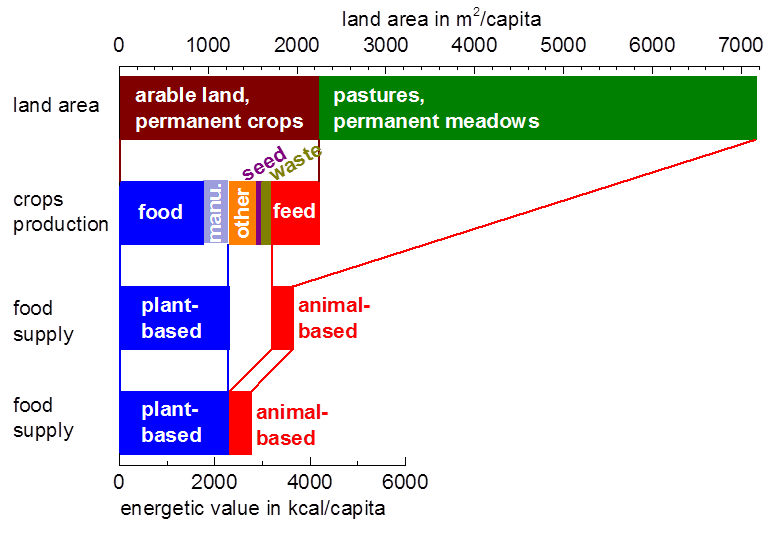 land area in m²/capita
0 1000 2000 3000 4000 5000 6000 7000
land area
arable land,
permanent crops
pastures,
permanent meadows
seed
waste
crops
production
food
manu.
other
feed
food
supply
plant-
based
animal-
based
food
supply
plant-
based
animal-
based
0 2000 4000 6000
energetic value in kcal/capita